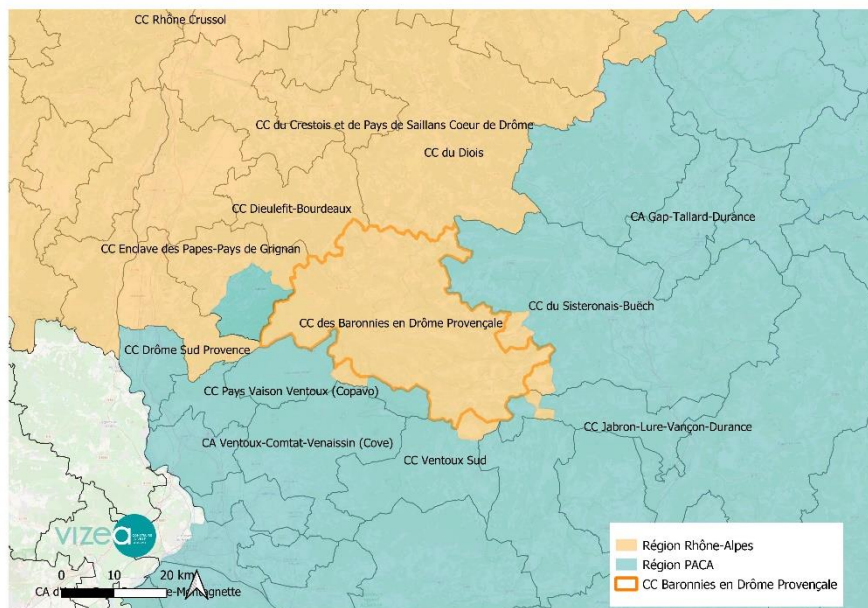 CC Rhône Crussol
CC du Crestois et de Pays de Saillans Coeur de Drôme
CC du Diois
CC Dieulefit-Bourdeaux
CA Gap-Tallard-Durance
CC Enclave des Papes-Pays de Grignan
CC du Sisteronais-Buëch
CC des Baronnies en Drôme Provençale
CC Drôme Sud Provence
CC Pays Vaison Ventoux (Copavo)
CC Jabron-Lure-Vançon-Durance
CA Ventoux-Comtat-Venaissin (Cove)
CC Ventoux Sud
vizea
Région Rhône-Alpes
Région PACA
CC Baronnies en Drôme Provençale
0 10 20 km